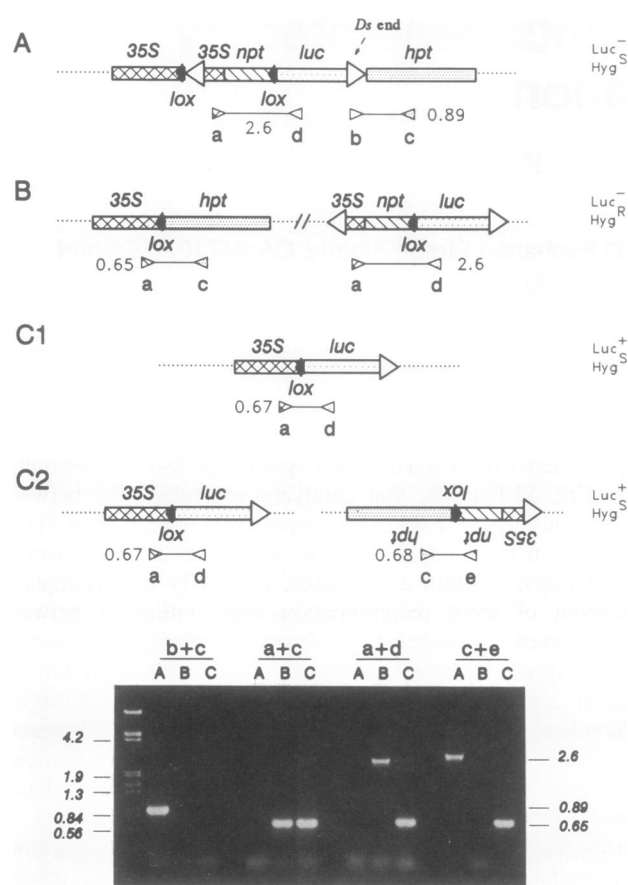 A
Ds end
35S 35S npt luc hpt
Luc⁻
Hyg S
lox lox
a 2.6 d b c 0.89
B
35S hpt // 35S npt luc
Luc⁻
Hyg R
lox lox
0.65 a c a d 2.6
C1
35S luc
Luc⁺
Hyg S
lox
0.67 a d
C2
35S luc lox
Luc⁺
Hyg S
lox hpt npt 35S
0.67 a d 0.68 c e
b+c a+c a+d c+e
A B C A B C A B C A B C
4.2 2.6
1.9
1.3
0.84 0.89
0.56 0.65